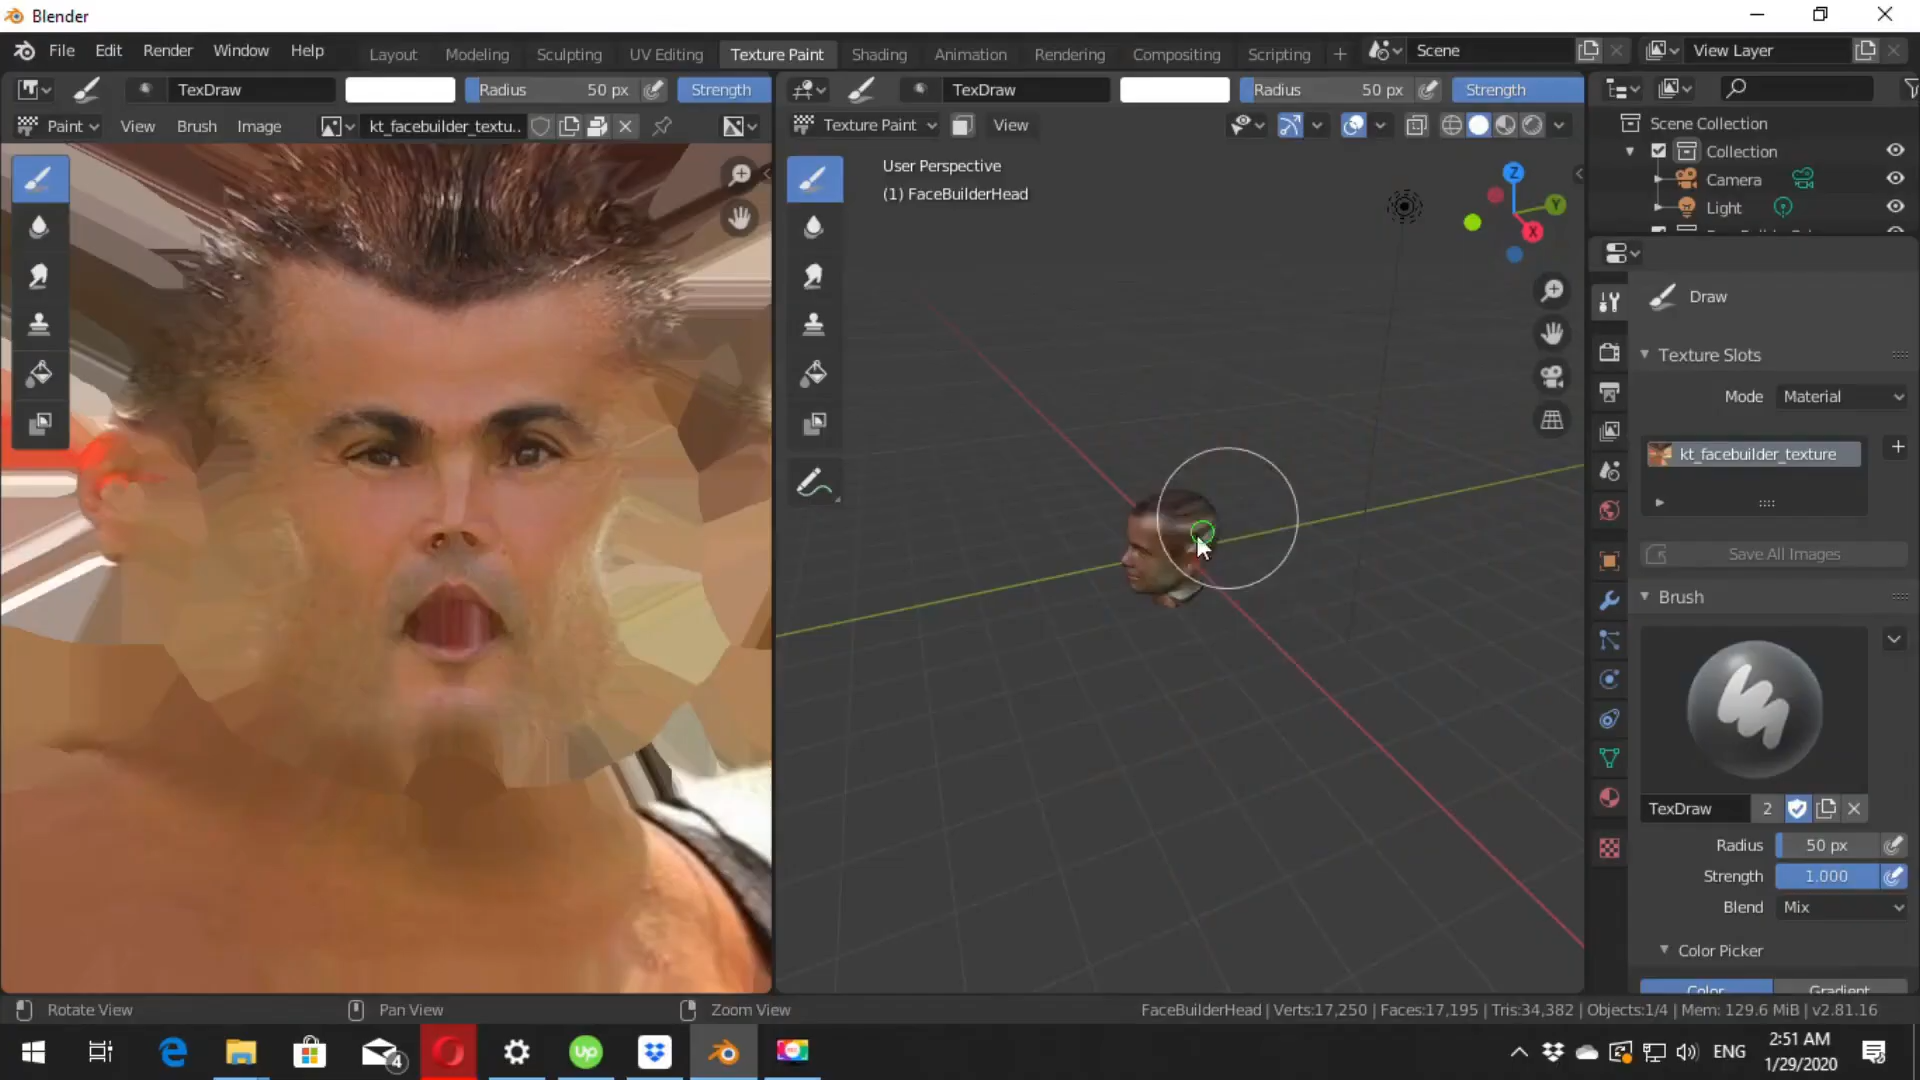 Blender
File Edit Render Window Help
Layout Modeling Sculpting UV Editing Texture Paint Shading Animation Rendering Compositing Scripting +
Scene
View Layer
TexDraw
Radius 50 px
Strength
TexDraw
Radius 50 px
Strength
Paint View Brush Image
kt_facebuilder_textu..
Texture Paint View
User Perspective
(1) FaceBuilderHead
Z
Y
X
Scene Collection
Collection
Camera
Light
Draw
Texture Slots
Mode Material
kt_facebuilder_texture
Save All Images
Brush
TexDraw 2
Radius 50 px
Strength 1.000
Blend Mix
Color Picker
Color Gradient
Rotate View Pan View Zoom View
FaceBuilderHead | Verts:17,250 | Faces:17,195 | Tris:34,382 | Objects:1/4 | Mem: 129.6 MiB | v2.81.16
4
up
ENG
2:51 AM
1/29/2020